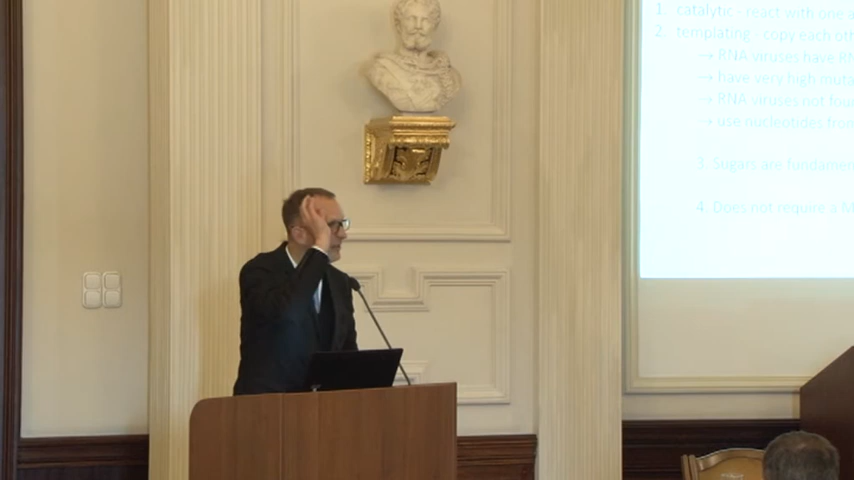 1. catalytic - react with one a
2. templating - copy each oth
→ RNA viruses have RN
→ have very high muta
→ RNA viruses not foun
→ use nucleotides from
3. Sugars are fundamen
4. Does not require a M